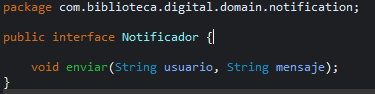 package com.biblioteca.digital.domain.notification;
public interface Notificador {
void enviar(String usuario, String mensaje);
}